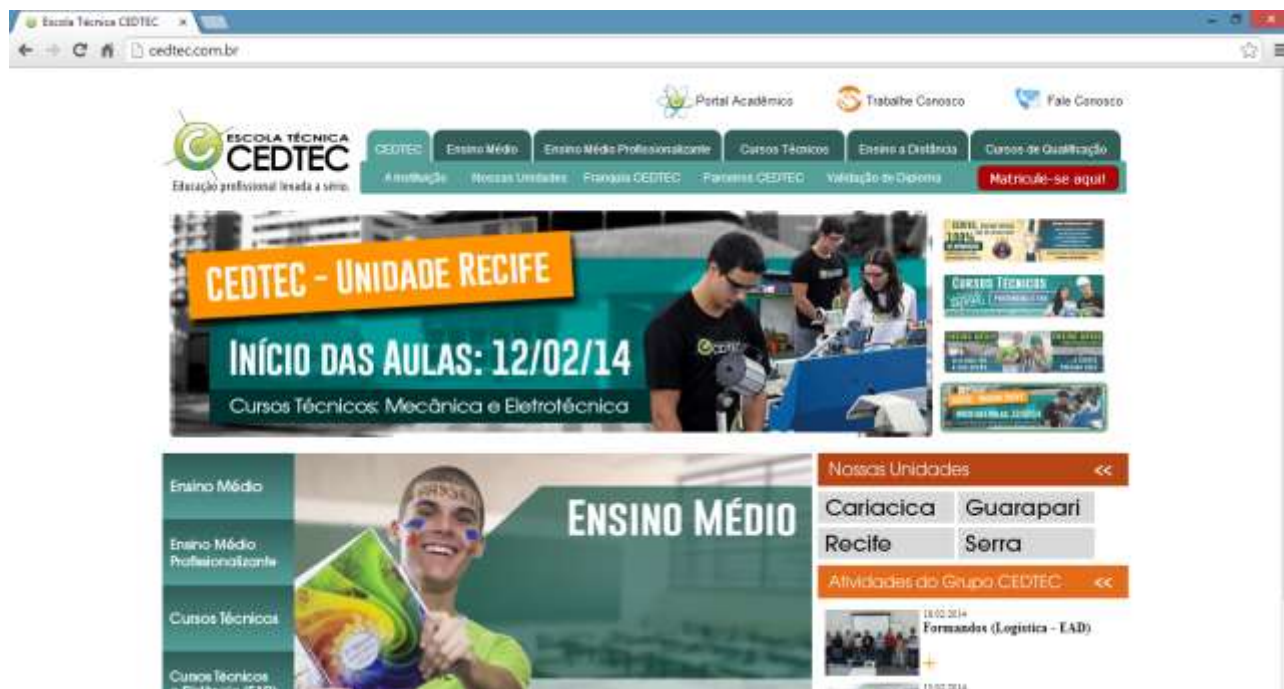 Escola Técnica CEDTEC
cedtec.com.br
Portal Acadêmico
Trabalhe Conosco
Fale Conosco
ESCOLA TÉCNICA
CEDTEC
Educação profissional levada a sério.
CEDTEC
Ensino Médio
Ensino Médio Profissionalizante
Cursos Técnicos
Ensino a Distância
Cursos de Qualificação
A Instituição
Nossas Unidades
Franquia CEDTEC
Parceiros CEDTEC
Validação de Diploma
Matricule-se aqui!
CEDTEC - UNIDADE RECIFE
INÍCIO DAS AULAS: 12/02/14
Cursos Técnicos: Mecânica e Eletrotécnica
100%
CURSOS TÉCNICOS
Ensino Médio
Ensino Médio
Profissionalizante
Cursos Técnicos
Cursos Técnicos
ENSINO MÉDIO
Nossas Unidades <<
Cariacica
Guarapari
Recife
Serra
Atividades do Grupo CEDTEC <<
Formandos (Logística - EAD)
+